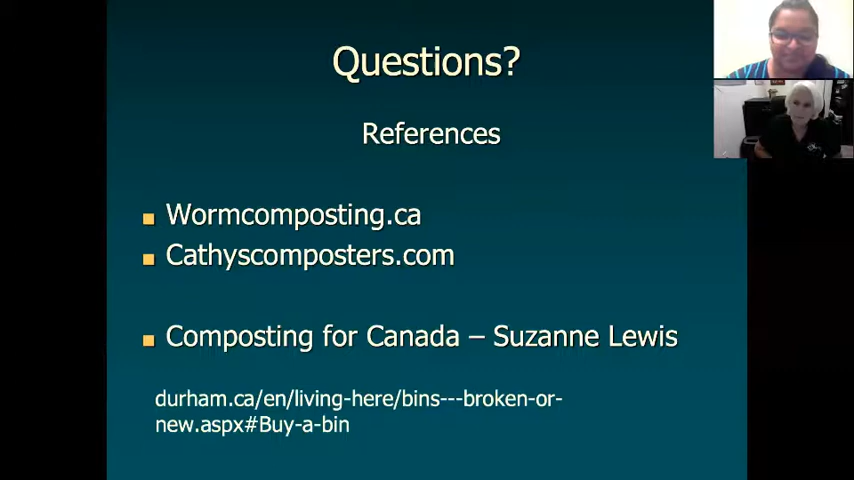 Questions?
References
Wormcomposting.ca
Cathyscomposters.com
Composting for Canada – Suzanne Lewis
durham.ca/en/living-here/bins---broken-or-
new.aspx#Buy-a-bin